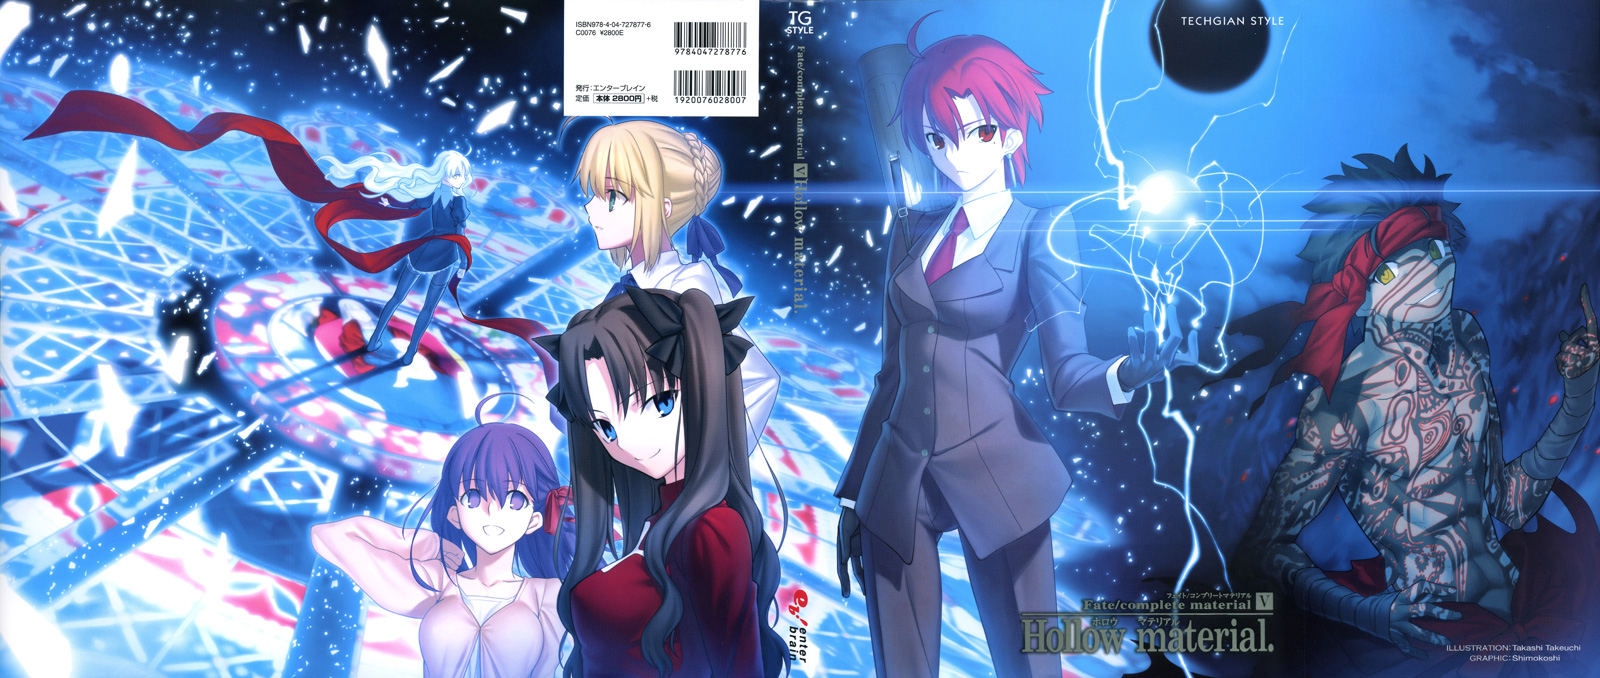 ISBN978-4-04-727877-6
C0076 ¥2800E
9784047278776
1920076028007
発行：エンターブレイン
定価 本体 2800円 +税
TG
STYLE
Fate/complete material V Hollow material.
eb!
enter
brain
TECHGIAN STYLE
フェイト/コンプリートマテリアル
Fate/complete material V
ホロウ マテリアル
Hollow material.
ILLUSTRATION:Takashi Takeuchi
GRAPHIC:Shimokoshi